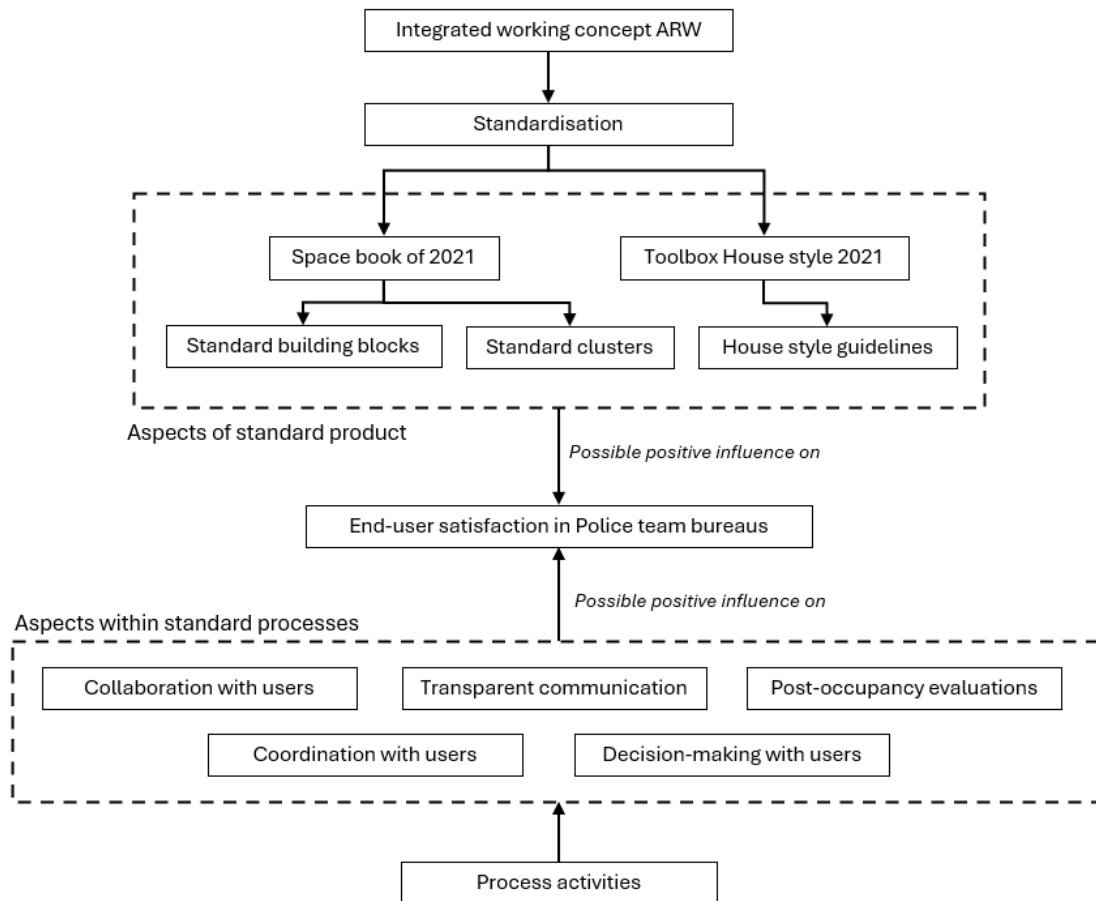 Integrated working concept ARW
Standardisation
Space book of 2021
Toolbox House style 2021
Standard building blocks
Standard clusters
House style guidelines
Aspects of standard product
Possible positive influence on
End-user satisfaction in Police team bureaus
Possible positive influence on
Aspects within standard processes
Collaboration with users
Transparent communication
Post-occupancy evaluations
Coordination with users
Decision-making with users
Process activities